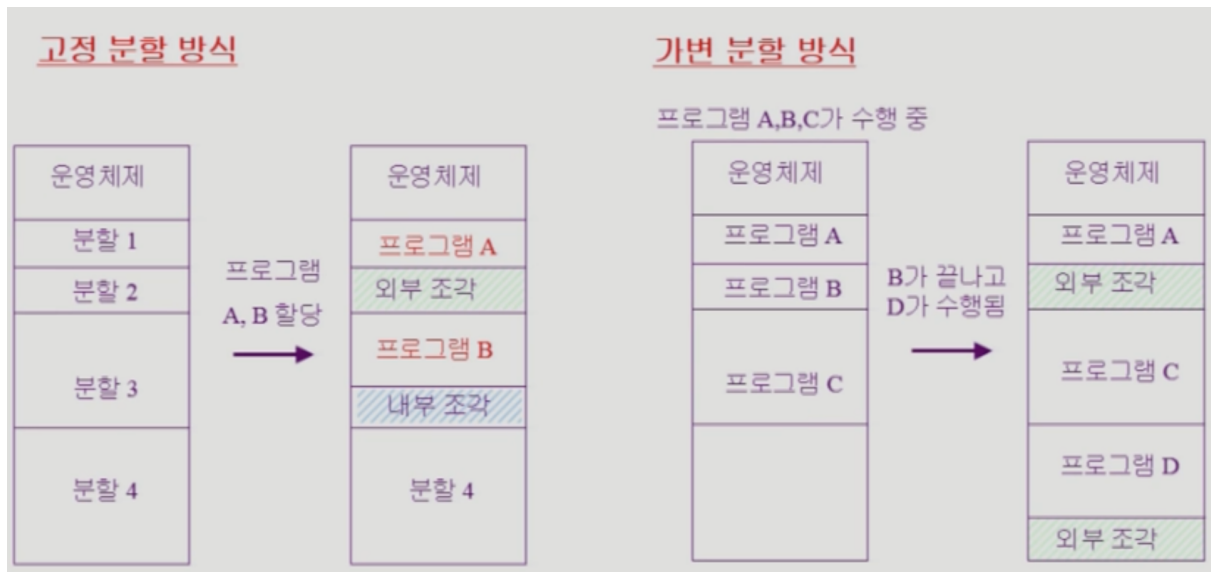 고정 분할 방식
운영체제
분할 1
분할 2
분할 3
분할 4
프로그램
A, B 할당
운영체제
프로그램 A
외부 조각
프로그램 B
내부 조각
분할 4
가변 분할 방식
프로그램 A,B,C가 수행 중
운영체제
프로그램 A
프로그램 B
프로그램 C
B가 끝나고
D가 수행됨
운영체제
프로그램 A
외부 조각
프로그램 C
프로그램 D
외부 조각